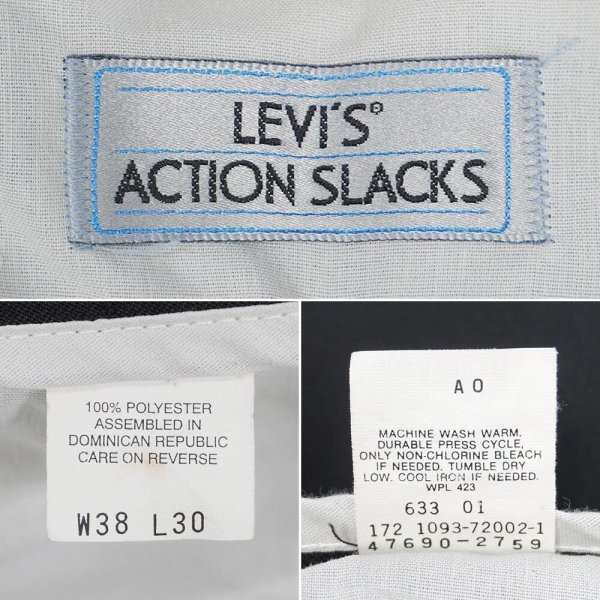 LEVI'S®
ACTION SLACKS
100% POLYESTER
ASSEMBLED IN
DOMINICAN REPUBLIC
CARE ON REVERSE
W38 L30
A O
MACHINE WASH WARM.
DURABLE PRESS CYCLE,
ONLY NON-CHLORINE BLEACH
IF NEEDED. TUMBLE DRY
LOW. COOL IRON IF NEEDED.
WPL 423
633 01
172 1093-72002-1
47690-2759